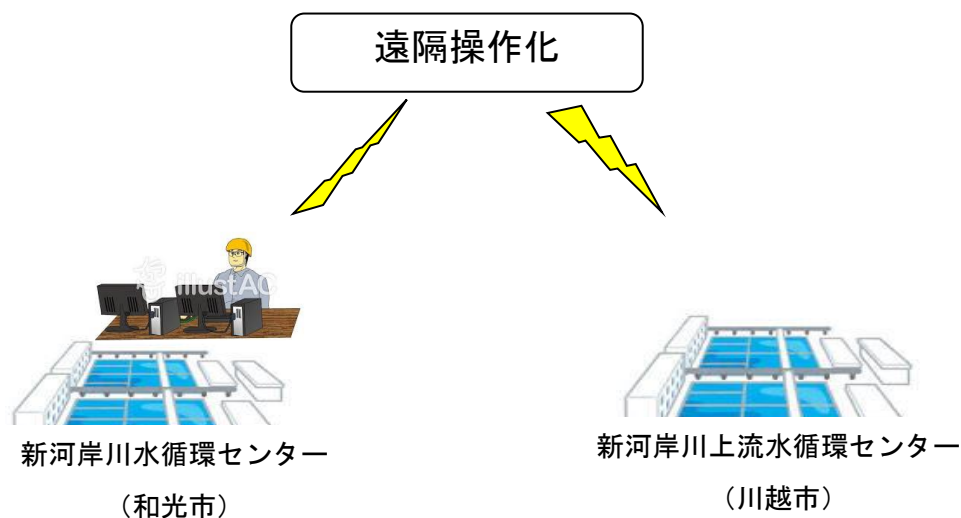 遠隔操作化
illustAC
新河岸川水循環センター
（和光市）
新河岸川上流水循環センター
（川越市）